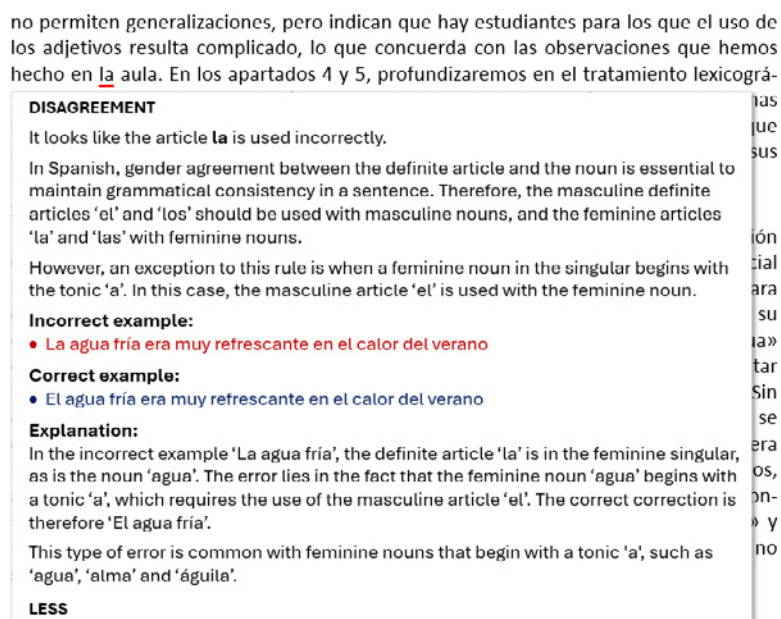 no permiten generalizaciones, pero indican que hay estudiantes para los que el uso de
los adjetivos resulta complicado, lo que concuerda con las observaciones que hemos
hecho en la aula. En los apartados 4 y 5, profundizaremos en el tratamiento lexicográ-
DISAGREEMENT
It looks like the article la is used incorrectly.
In Spanish, gender agreement between the definite article and the noun is essential to
maintain grammatical consistency in a sentence. Therefore, the masculine definite
articles ‘el’ and ‘los’ should be used with masculine nouns, and the feminine articles
‘la’ and ‘las’ with feminine nouns.
However, an exception to this rule is when a feminine noun in the singular begins with
the tonic ‘a’. In this case, the masculine article ‘el’ is used with the feminine noun.
Incorrect example:
• La agua fría era muy refrescante en el calor del verano
Correct example:
• El agua fría era muy refrescante en el calor del verano
Explanation:
In the incorrect example ‘La agua fría’, the definite article ‘la’ is in the feminine singular,
as is the noun ‘agua’. The error lies in the fact that the feminine noun ‘agua’ begins with
a tonic ‘a’, which requires the use of the masculine article ‘el’. The correct correction is
therefore ‘El agua fría’.
This type of error is common with feminine nouns that begin with a tonic 'a', such as
‘agua’, ‘alma’ and ‘águila’.
LESS